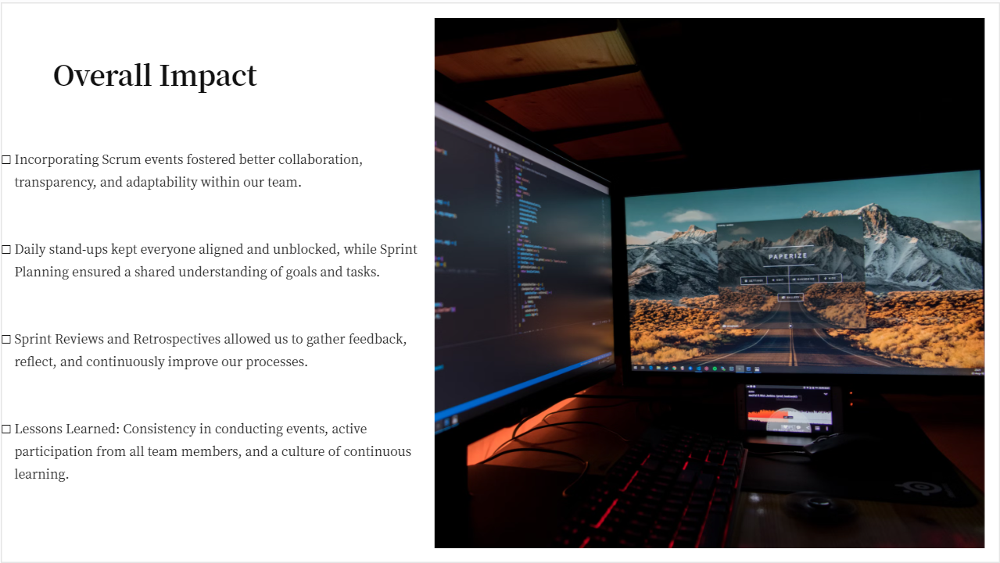 Overall Impact
☐ Incorporating Scrum events fostered better collaboration,
transparency, and adaptability within our team.
☐ Daily stand-ups kept everyone aligned and unblocked, while Sprint
Planning ensured a shared understanding of goals and tasks.
☐ Sprint Reviews and Retrospectives allowed us to gather feedback,
reflect, and continuously improve our processes.
☐ Lessons Learned: Consistency in conducting events, active
participation from all team members, and a culture of continuous
learning.
PAPERIZE